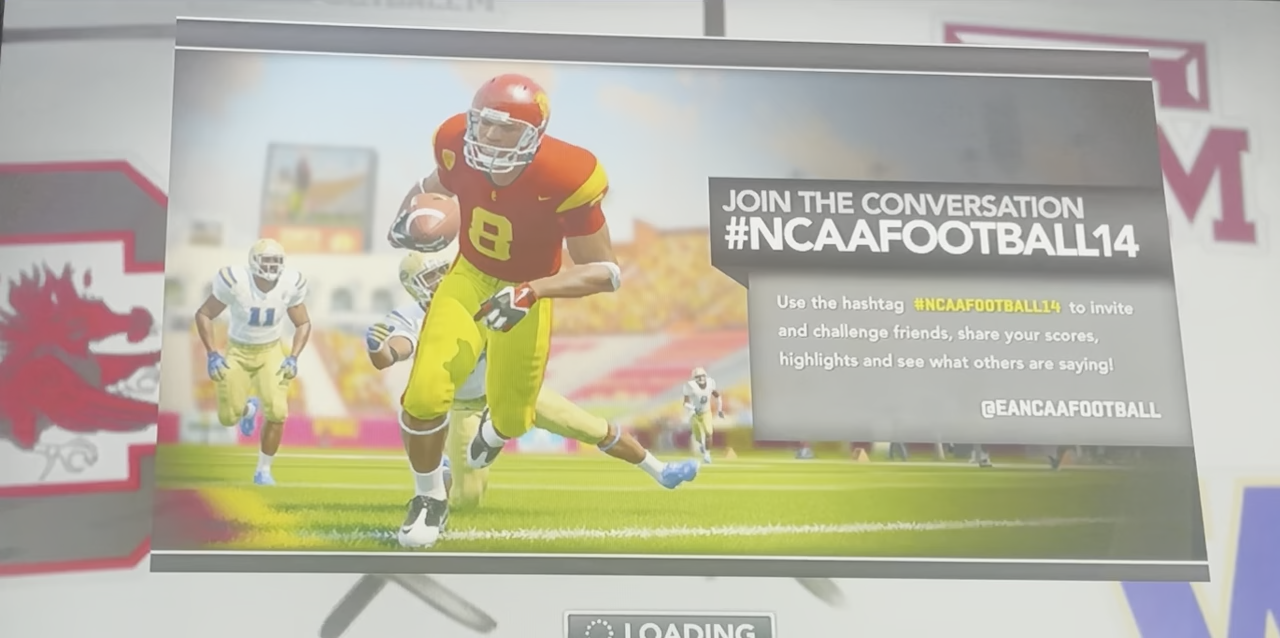 JOIN THE CONVERSATION
#NCAAFOOTBALL14
Use the hashtag #NCAAFOOTBALL14 to invite
and challenge friends, share your scores,
highlights and see what others are saying!
@EANCAAFOOTBALL
8
11
M
W
LOADING